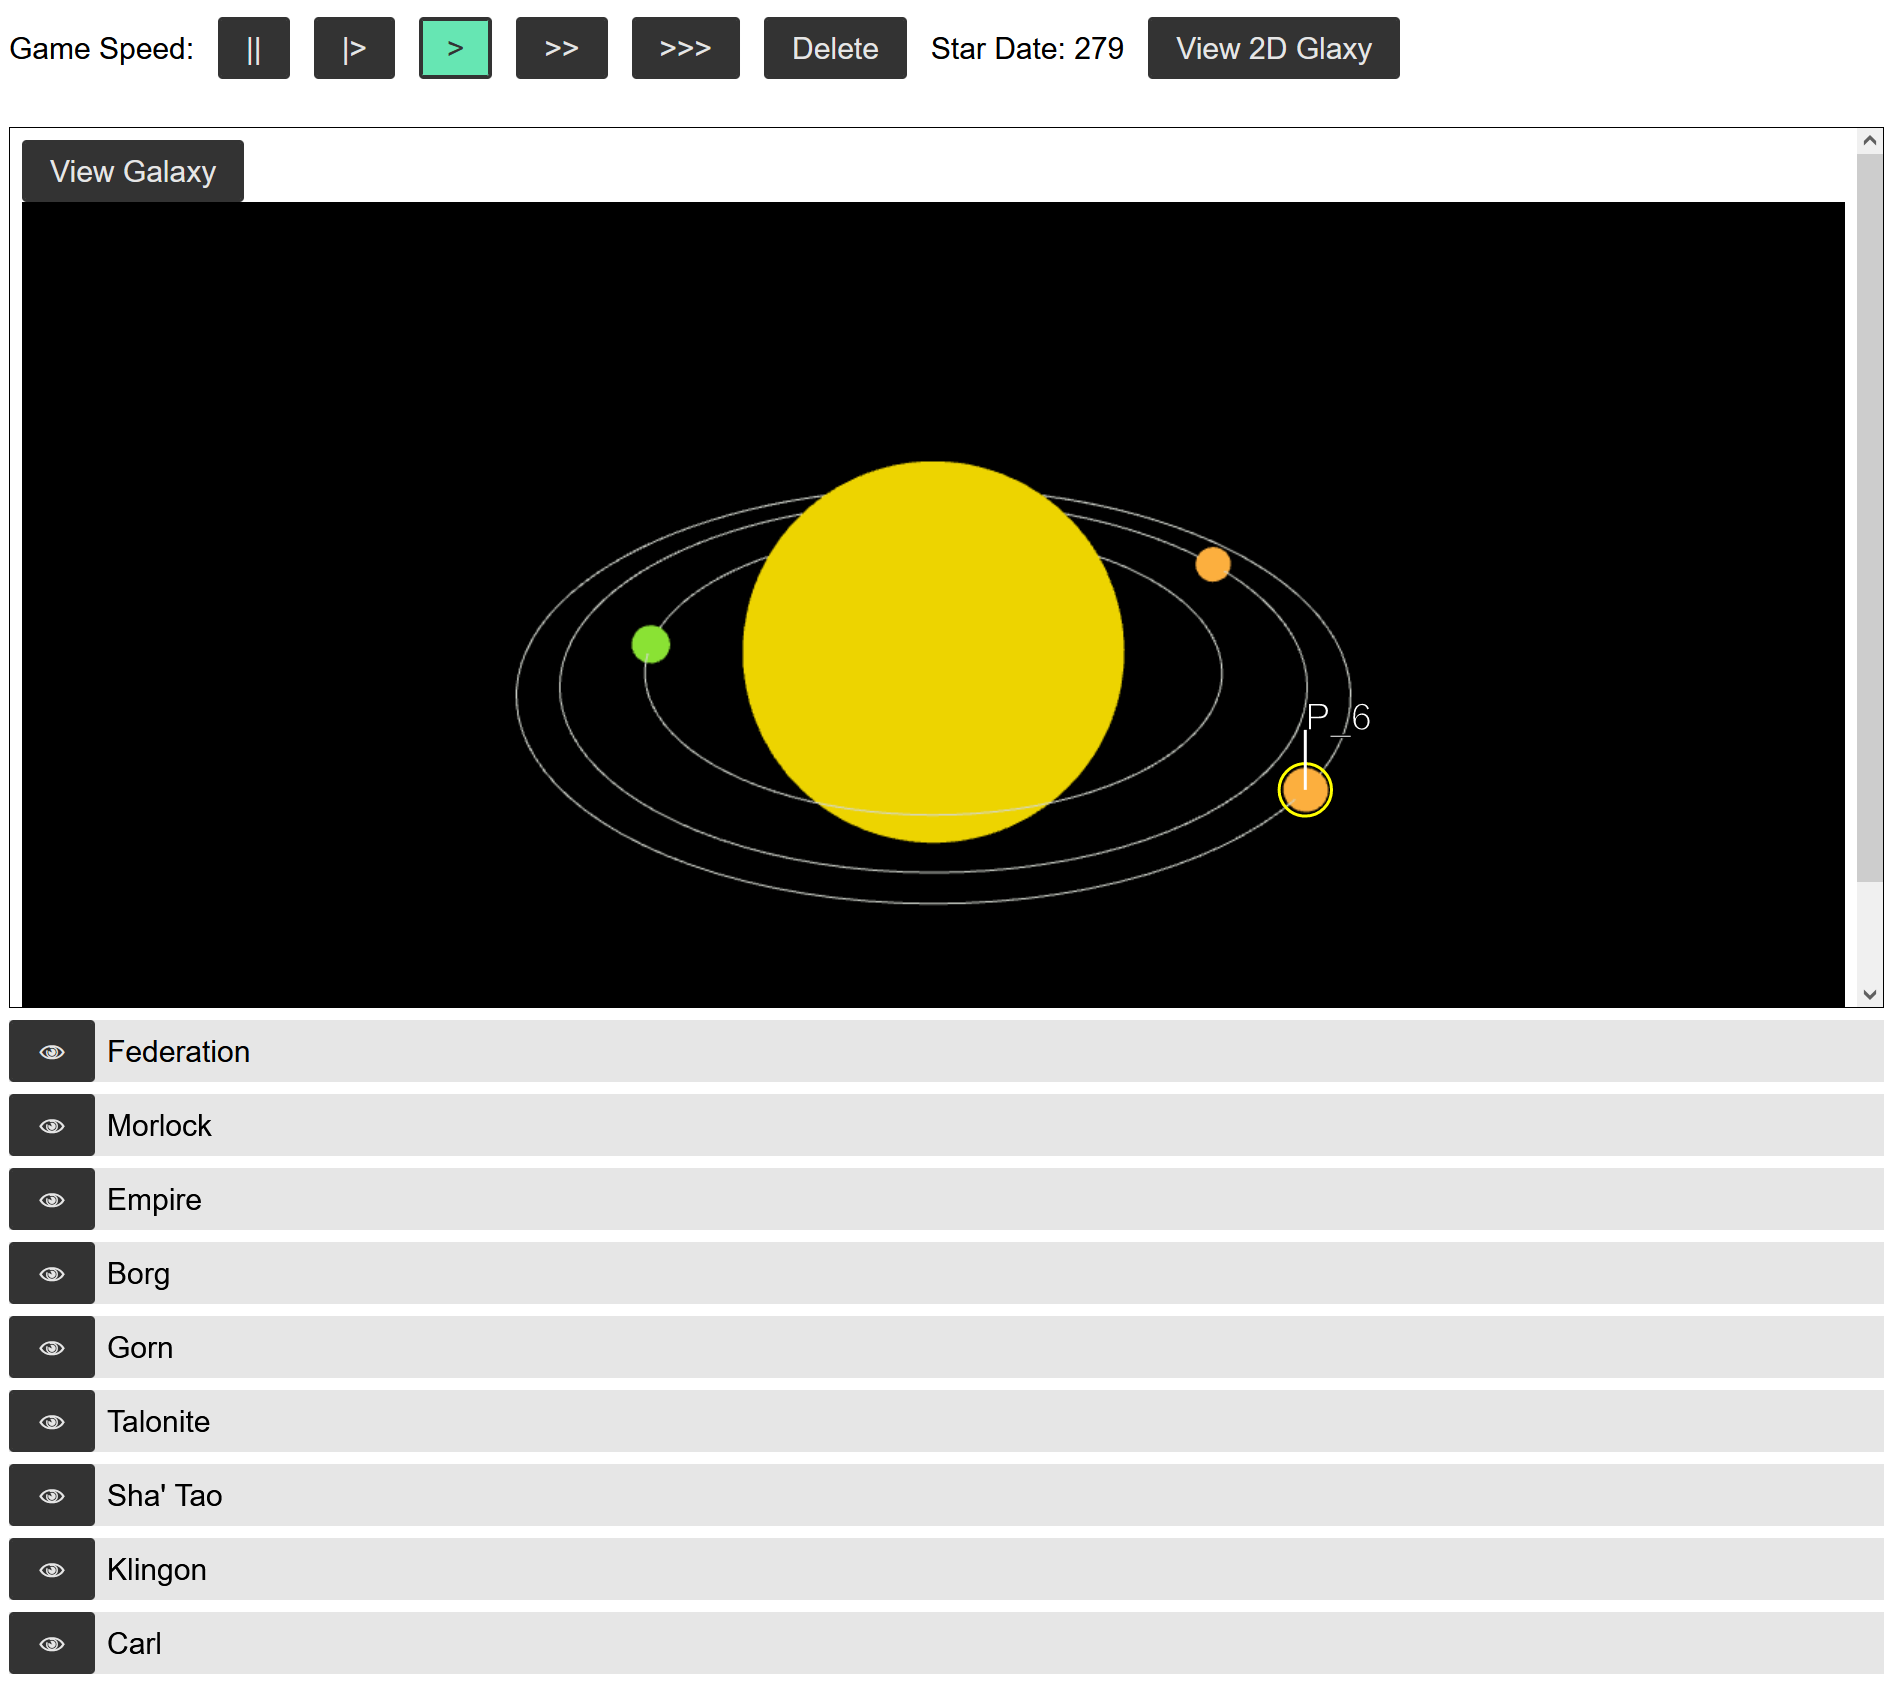 Game Speed: || |> > >> >>> Delete Star Date: 279 View 2D Glaxy
View Galaxy
P_6
Federation
Morlock
Empire
Borg
Gorn
Talonite
Sha' Tao
Klingon
Carl